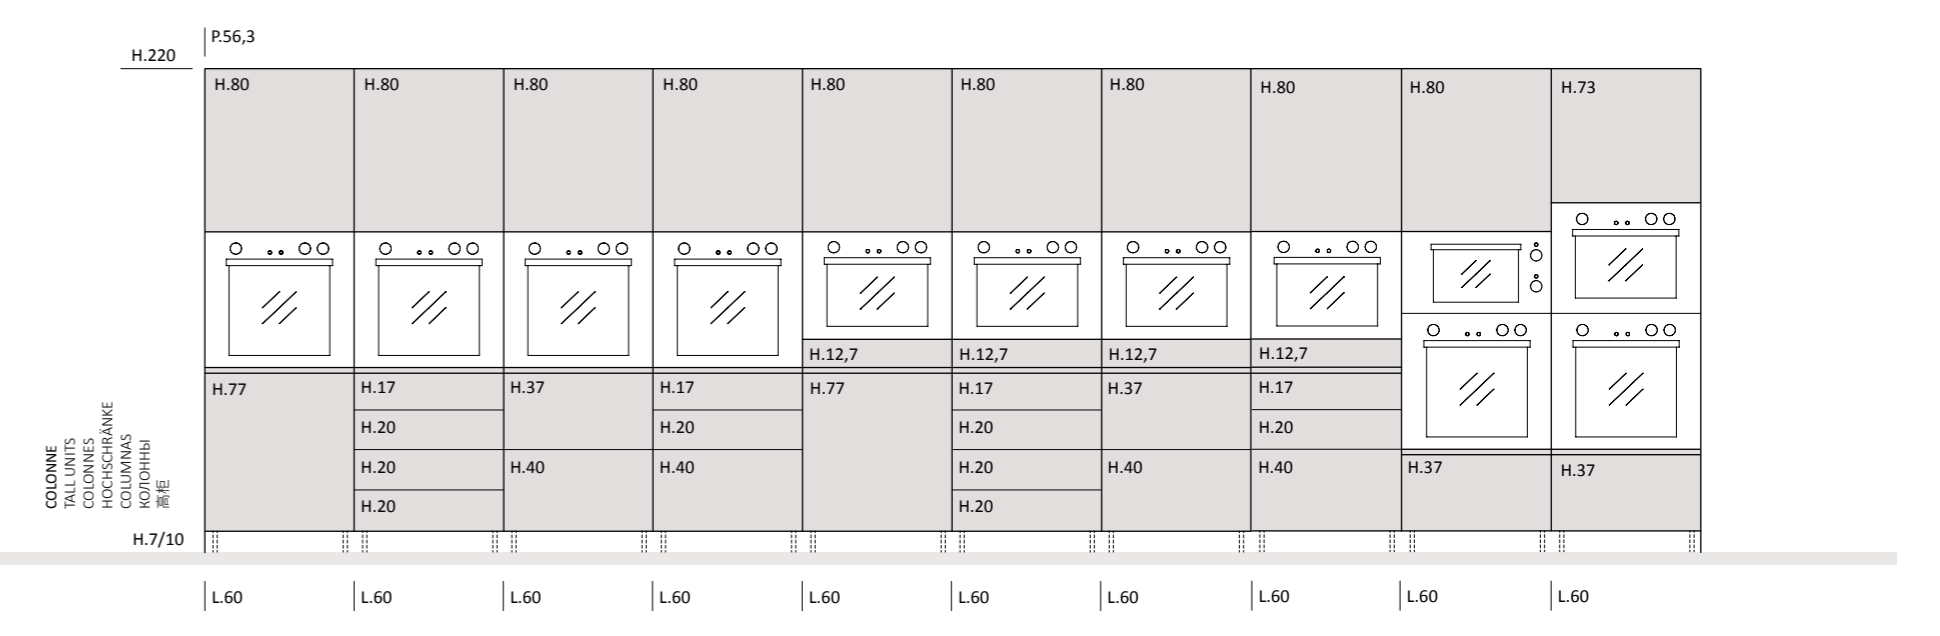 P.56,3
H.220
H.80 H.80 H.80 H.80 H.80 H.80 H.80 H.80 H.80 H.73
H.12,7 H.12,7 H.12,7 H.12,7
H.77 H.17 H.37 H.17 H.77 H.17 H.37 H.17
H.20 H.20 H.20 H.20
H.20 H.40 H.40 H.20 H.40 H.40 H.37 H.37
H.20 H.20
COLONNE
TALL UNITS
COLONNES
HOCHSCHRÄNKE
COLUMNAS
КОЛОННЫ
高柜
H.7/10
L.60 L.60 L.60 L.60 L.60 L.60 L.60 L.60 L.60 L.60